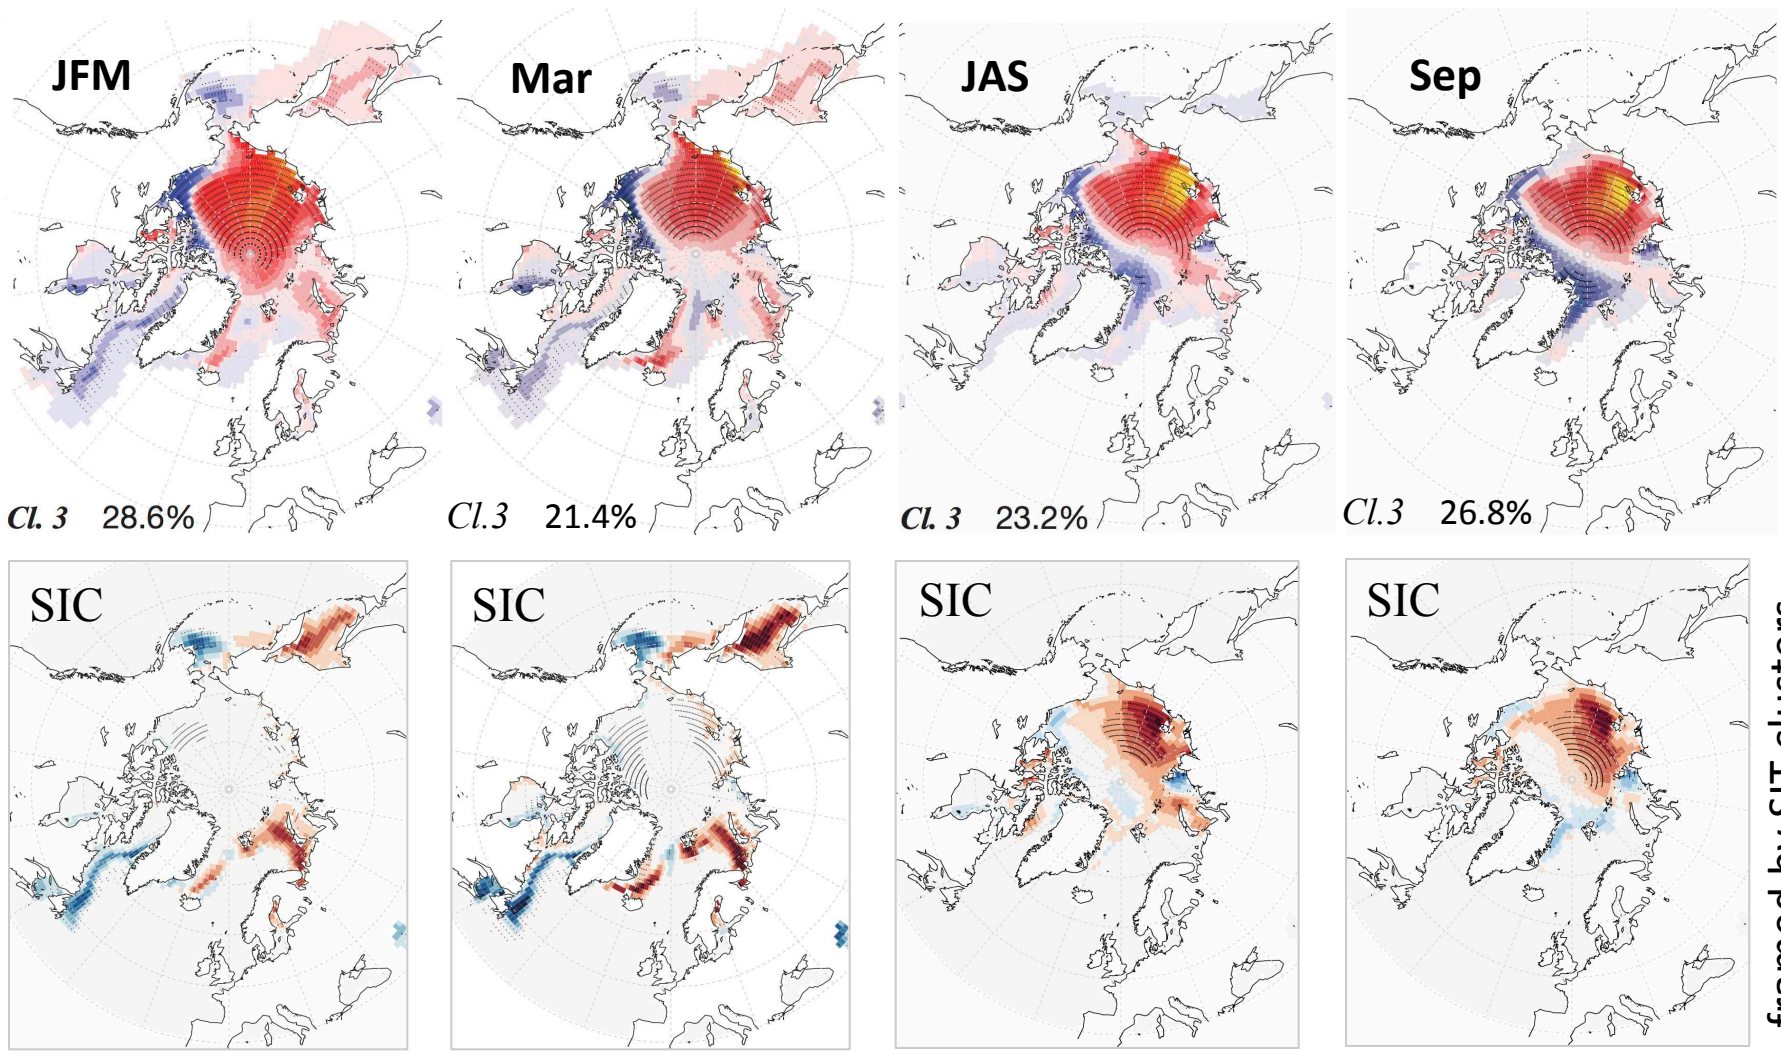 JFM
Mar
JAS
Sep
Cl. 3 28.6%
Cl.3 21.4%
Cl. 3 23.2%
Cl.3 26.8%
SIC
SIC
SIC
SIC